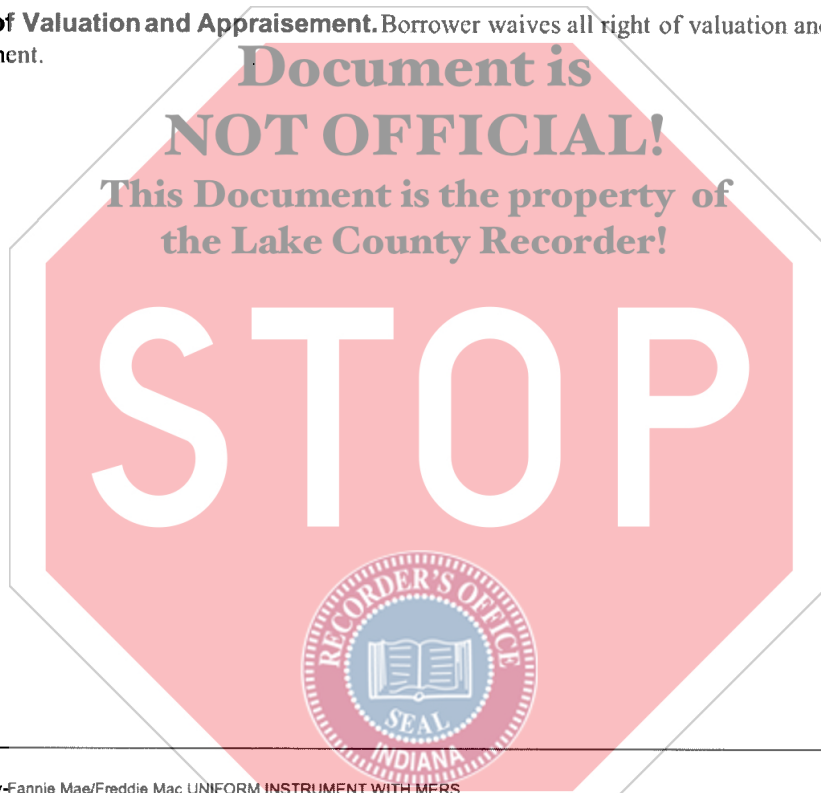 of Valuation and Appraisement. Borrower waives all right of valuation and
ment.
Document is
NOT OFFICIAL!
This Document is the property of
the Lake County Recorder!
STOP
RECORDER'S OFFICE
SEAL
INDIANA
Fannie Mae/Freddie Mac UNIFORM INSTRUMENT WITH MERS